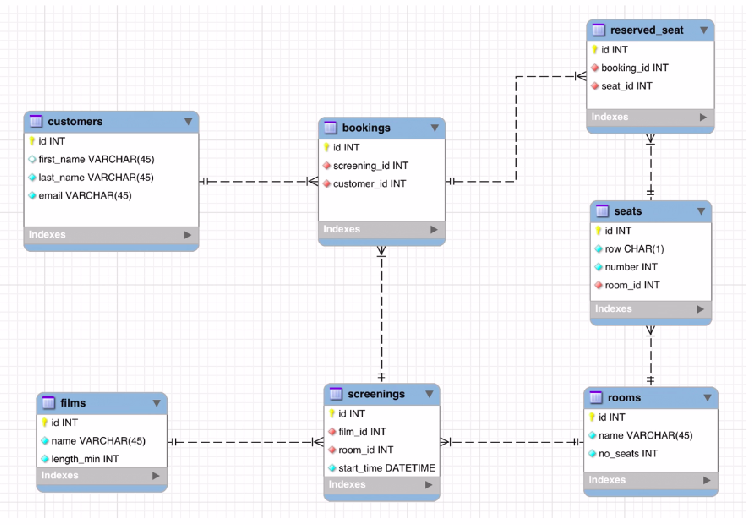 reserved_seat
id INT
booking_id INT
seat_id INT
Indexes
customers
id INT
first_name VARCHAR(45)
last_name VARCHAR(45)
email VARCHAR(45)
Indexes
bookings
id INT
screening_id INT
customer_id INT
Indexes
seats
id INT
row CHAR(1)
number INT
room_id INT
Indexes
films
id INT
name VARCHAR(45)
length_min INT
Indexes
screenings
id INT
film_id INT
room_id INT
start_time DATETIME
Indexes
rooms
id INT
name VARCHAR(45)
no_seats INT
Indexes